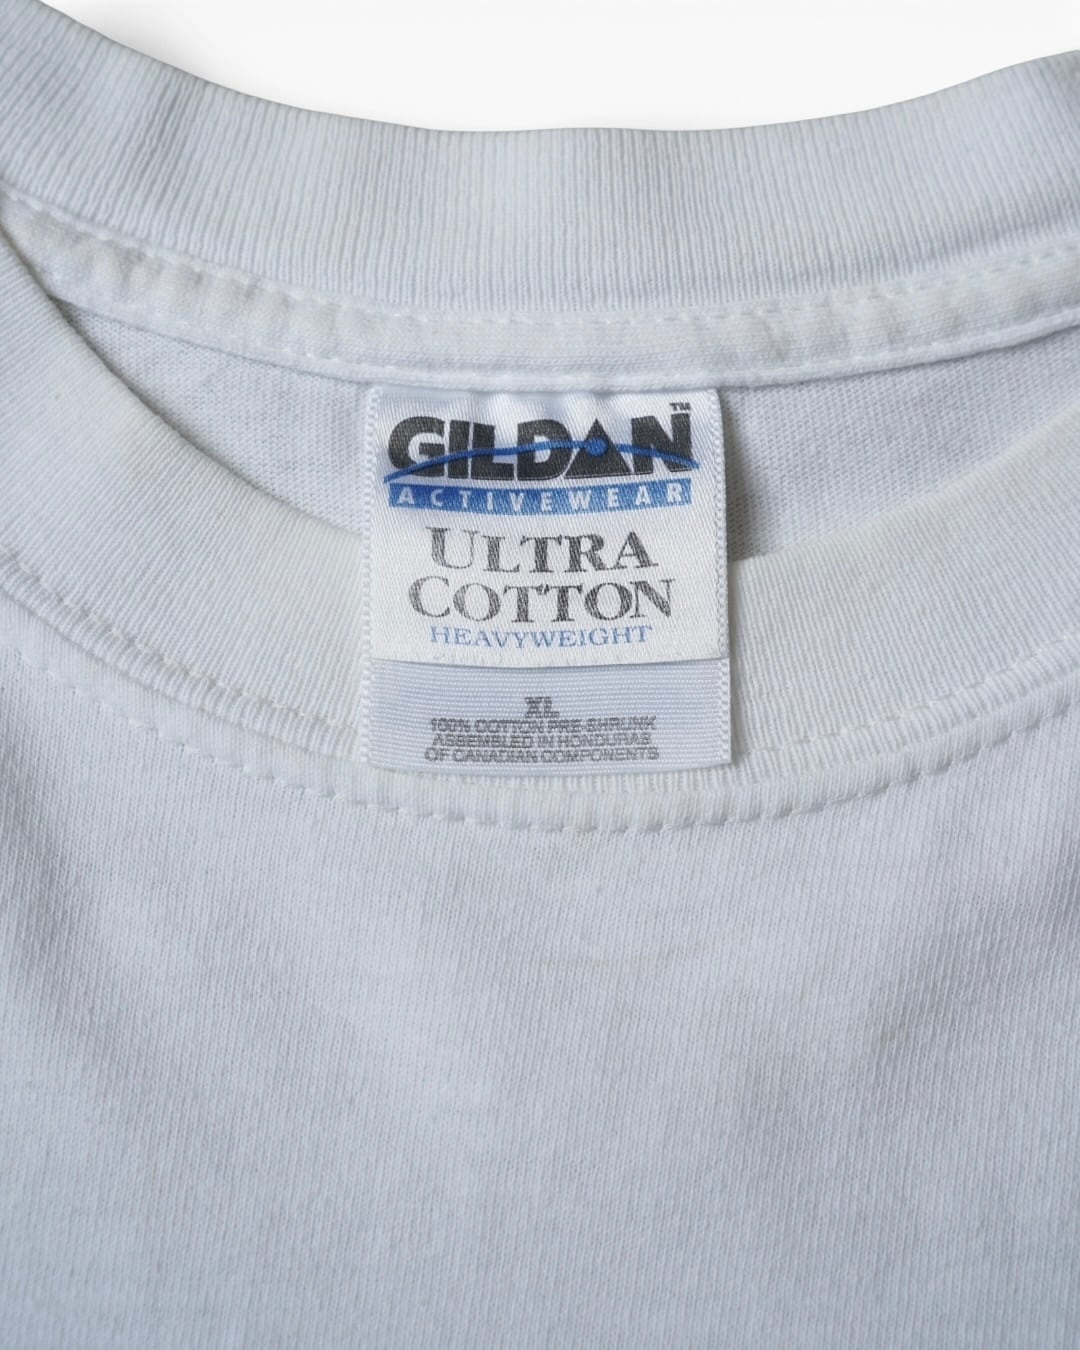 GILDAN™
ACTIVEWEAR
ULTRA
COTTON
HEAVYWEIGHT
XL
100% COTTON PRE-SHRUNK
ASSEMBLED IN HONDURAS
OF CANADIAN COMPONENTS